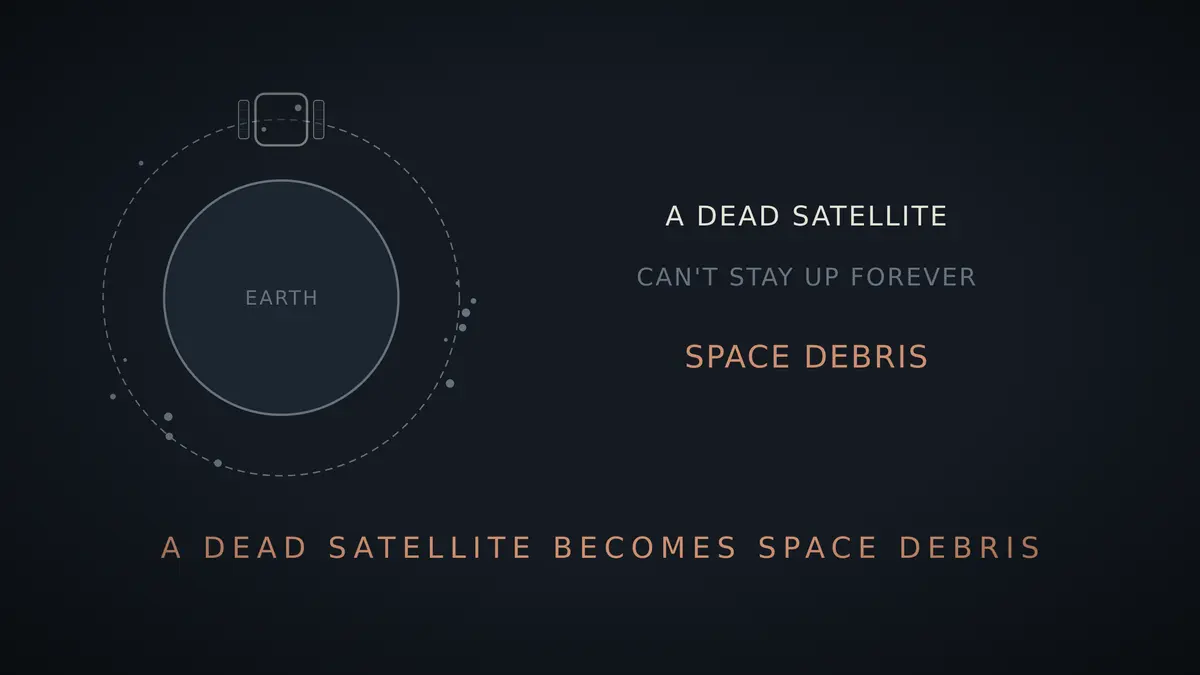 EARTH
A DEAD SATELLITE
CAN'T STAY UP FOREVER
SPACE DEBRIS
A DEAD SATELLITE BECOMES SPACE DEBRIS